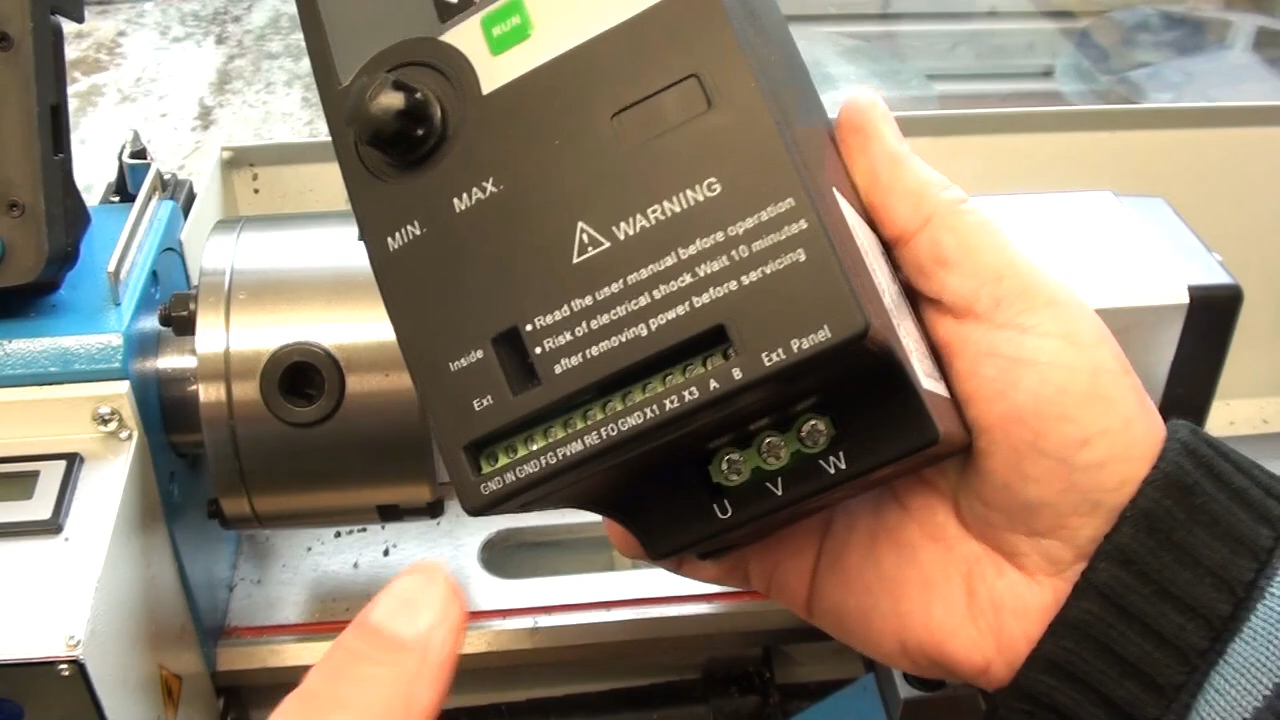 RUN
MIN.
MAX.
WARNING
• Read the user manual before operation
• Risk of electrical shock.Wait 10 minutes
after removing power before servicing
Inside
Ext
Ext Panel
GND IN GND FG PWM RE FO GND X1 X2 X3 A B
U V W